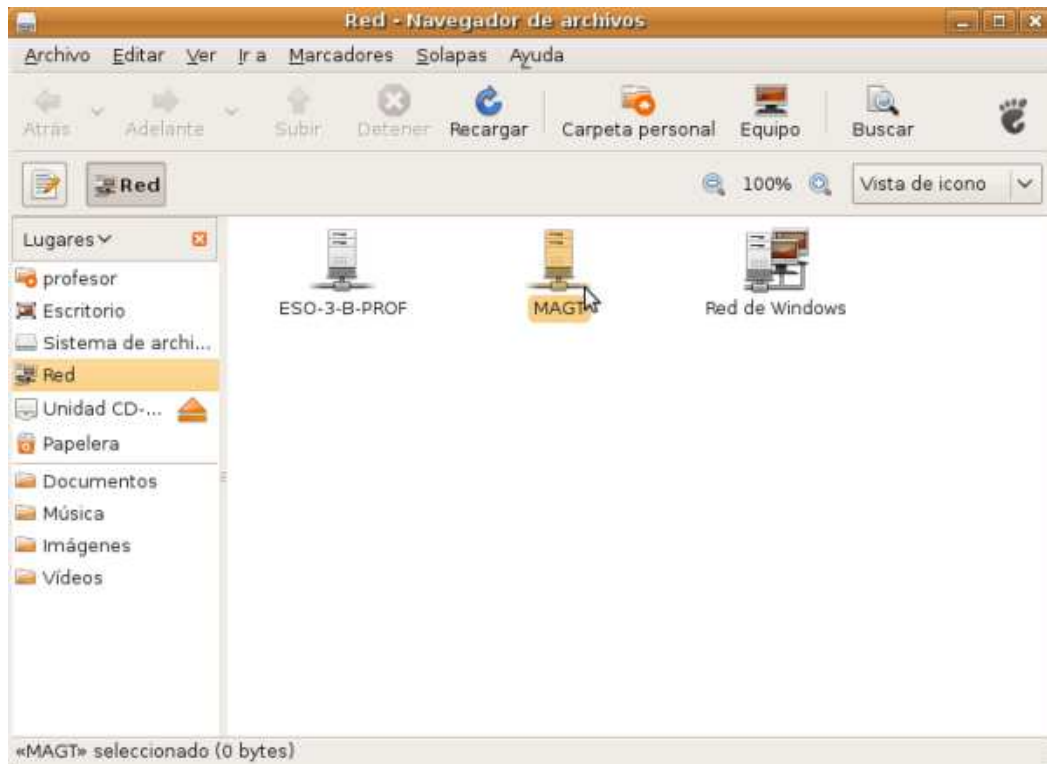 Red - Navegador de archivos
Archivo Editar Ver Ir a Marcadores Solapas Ayuda
Atrás Adelante Subir Detener Recargar Carpeta personal Equipo Buscar
Red 100% Vista de icono
Lugares
profesor
Escritorio
Sistema de archi...
Red
Unidad CD-...
Papelera
Documentos
Música
Imágenes
Vídeos
ESO-3-B-PROF MAGT Red de Windows
«MAGT» seleccionado (0 bytes)